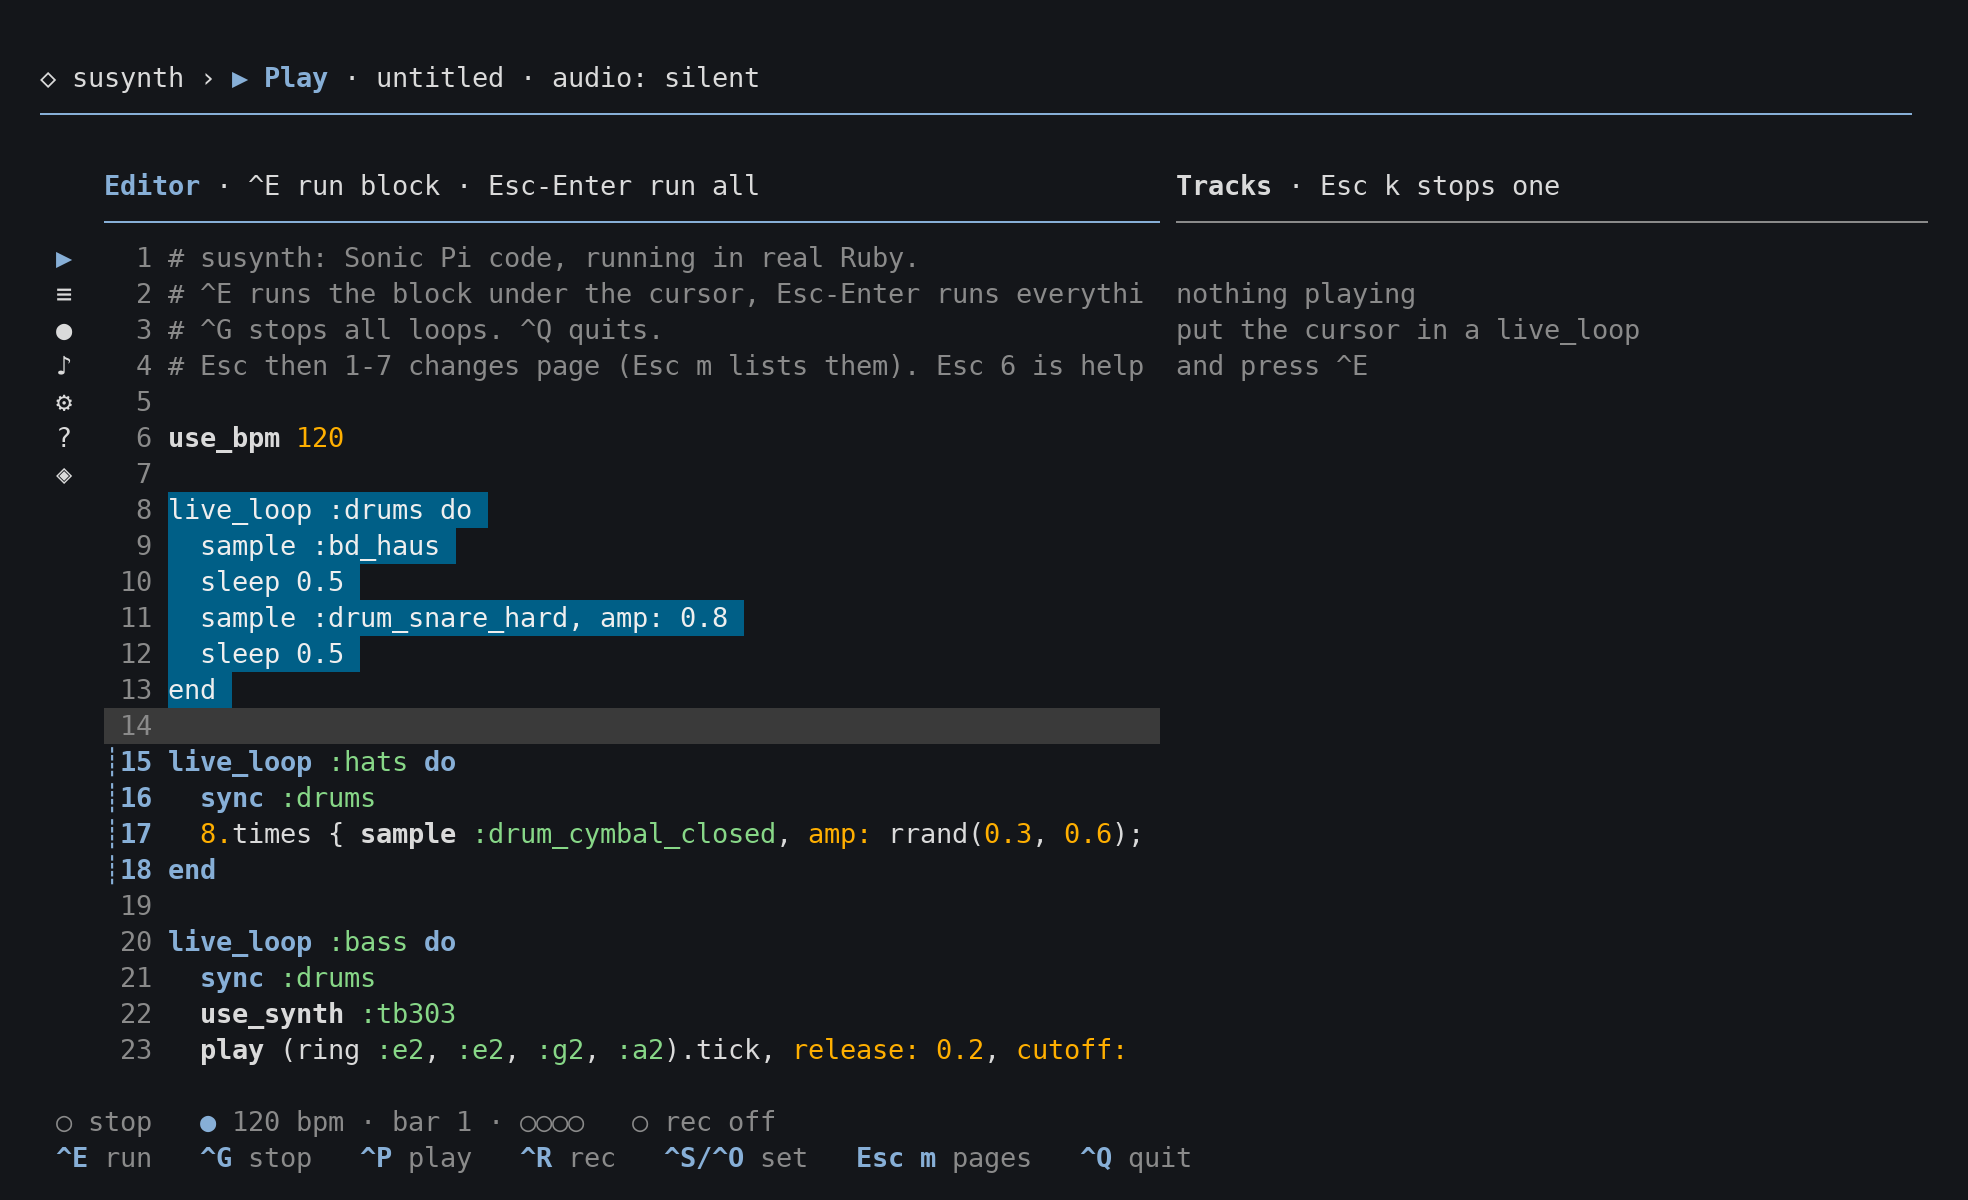 ◇ susynth › ▶ Play · untitled · audio: silent
Editor · ^E run block · Esc-Enter run all
Tracks · Esc k stops one
1 # susynth: Sonic Pi code, running in real Ruby.
2 # ^E runs the block under the cursor, Esc-Enter runs everythi
3 # ^G stops all loops. ^Q quits.
4 # Esc then 1-7 changes page (Esc m lists them). Esc 6 is help
5
6 use_bpm 120
7
8 live_loop :drums do
9   sample :bd_haus
10   sleep 0.5
11   sample :drum_snare_hard, amp: 0.8
12   sleep 0.5
13 end
14
15 live_loop :hats do
16   sync :drums
17   8.times { sample :drum_cymbal_closed, amp: rrand(0.3, 0.6);
18 end
19
20 live_loop :bass do
21   sync :drums
22   use_synth :tb303
23   play (ring :e2, :e2, :g2, :a2).tick, release: 0.2, cutoff:
nothing playing
put the cursor in a live_loop
and press ^E
○ stop   ● 120 bpm · bar 1 · ○○○○   ○ rec off
^E run   ^G stop   ^P play   ^R rec   ^S/^O set   Esc m pages   ^Q quit